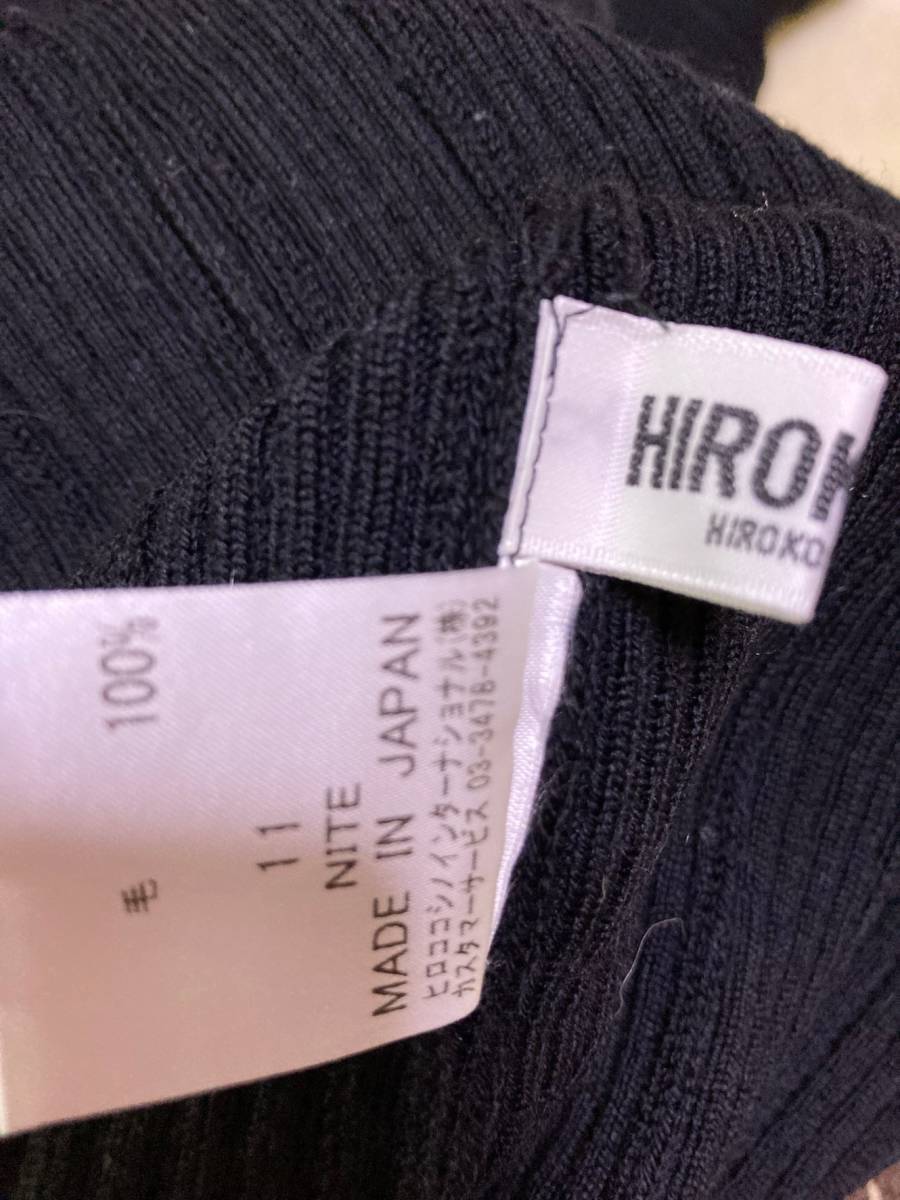 HIRO
HIROKO
毛 100%
11
NITE
MADE IN JAPAN
ヒロココシノインターナショナル(株)
カスタマーサービス 03-3478-4392